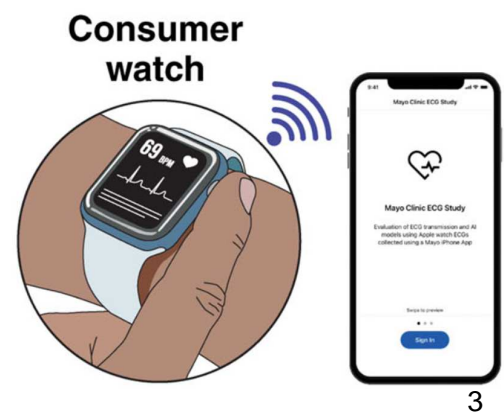 Consumer
watch
69 BPM
9:41
Mayo Clinic ECG Study
Mayo Clinic ECG Study
Evaluation of ECG transmission and AI
models using Apple watch ECGs
collected using a Mayo iPhone App
Swipe to preview
Sign In
3